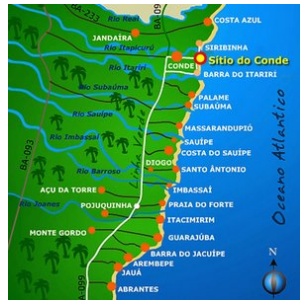 BA-233
Rio Real
COSTA AZUL
JANDAÍRA
Rio Itapicurú
SIRIBINHA
Sítio do Conde
CONDE
Rio Itariri
BARRA DO ITARIRI
Rio Subaúma
PALAME
SUBAÚMA
Rio Sauípe
MASSARANDUPIÓ
Rio Imbassaí
SAUÍPE
COSTA DO SAUÍPE
BA-093
DIOGO
Linha Verde
Oceano Atlantico
Rio Barroso
SANTO ÂNTONIO
AÇU DA TORRE
IMBASSAÍ
Rio Joanes
POJUQUINHA
PRAIA DO FORTE
ITACIMIRIM
MONTE GORDO
GUARAJÚBA
BARRA DO JACUÍPE
AREMBEPE
JAUÁ
N
BA-099
ABRANTES